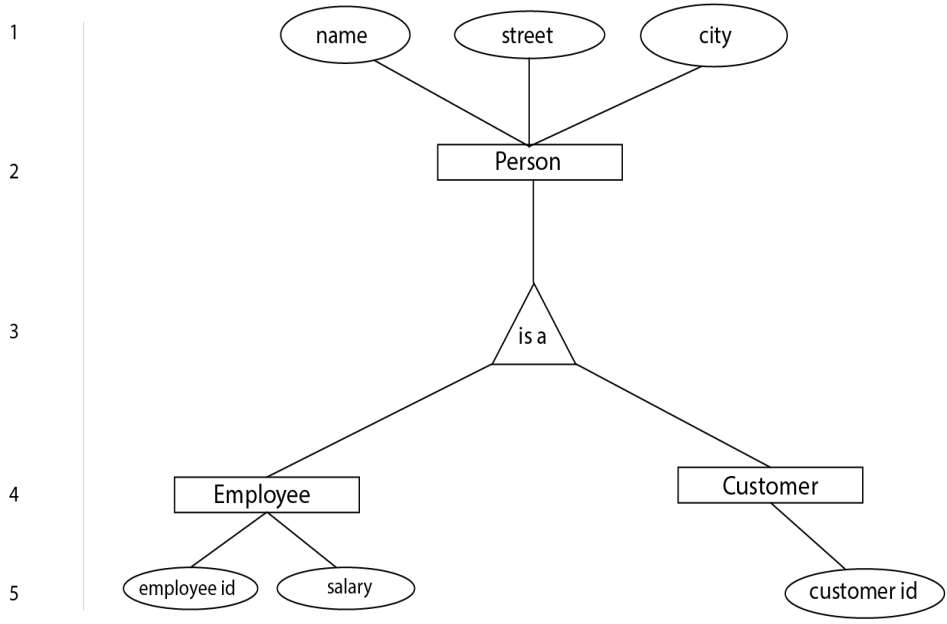 1 name street city
2 Person
3 is a
4 Employee Customer
5 employee id salary customer id